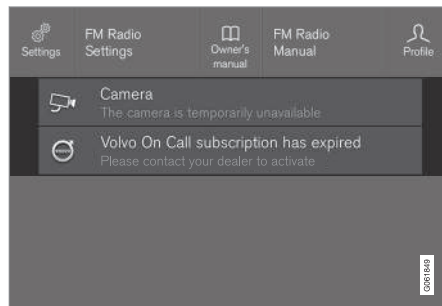 Settings
FM Radio
Settings
Owner's
manual
FM Radio
Manual
Profile
Camera
The camera is temporarily unavailable
Volvo On Call subscription has expired
Please contact your dealer to activate
G061849